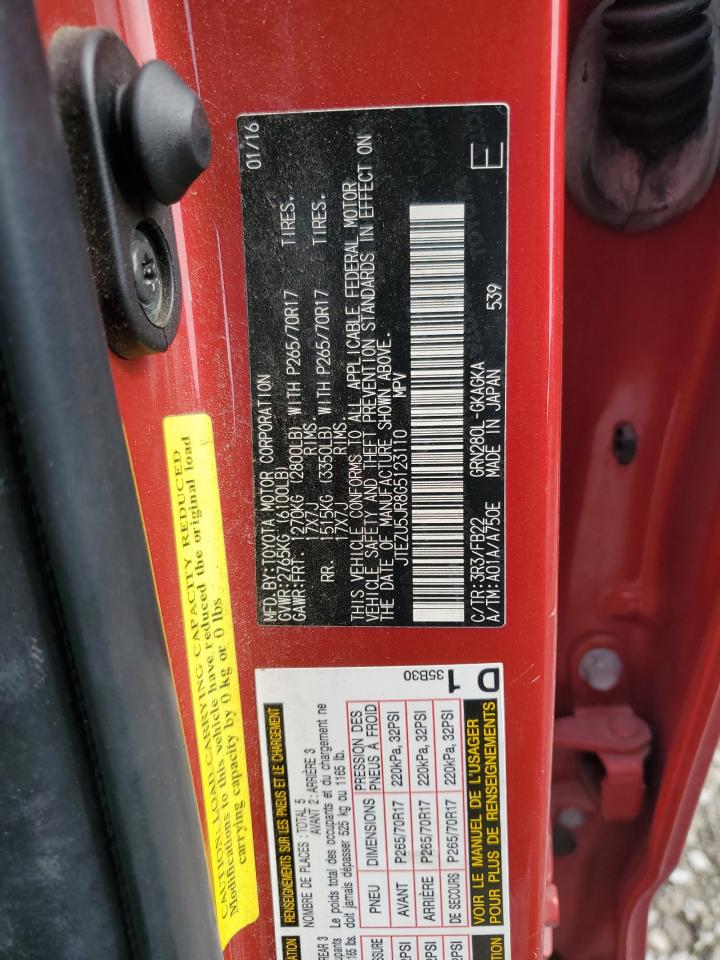 01/16
MFD.BY:TOYOTA MOTOR CORPORATION
GVWR:2765KG (6100LB)
GAWR:FRT. 1270KG (2800LB) WITH P265/70R17 TIRES.
17X7J RIMS.
RR. 1515KG (3350LB) WITH P265/70R17 TIRES.
17X7J RIMS.
THIS VEHICLE CONFORMS TO ALL APPLICABLE FEDERAL MOTOR
VEHICLE SAFETY, AND THEFT PREVENTION STANDARDS IN EFFECT ON
THE DATE OF MANUFACTURE SHOWN ABOVE.
JTEZU5JR8G5123110 MPV
C/TR:3R3/FB22 GRN280L-GKAGKA
A/TM:A01A/A750E MADE IN JAPAN 539
E
CAUTION: LOAD CARRYING CAPACITY REDUCED
Modifications to this vehicle have reduced the original load
carrying capacity by 0 kg or 0 lbs
RENSEIGNEMENTS SUR LES PNEUS ET LE CHARGEMENT
NOMBRE DE PLACES : TOTAL 5
AVANT 2 : ARRIÈRE 3
Le poids total des occupants et du chargement ne
doit jamais dépasser 525 kg ou 1165 lb.
PNEU DIMENSIONS PRESSION DES PNEUS À FROID
AVANT P265/70R17 220kPa, 32PSI
ARRIÈRE P265/70R17 220kPa, 32PSI
DE SECOURS P265/70R17 220kPa, 32PSI
VOIR LE MANUEL DE L'USAGER
POUR PLUS DE RENSEIGNEMENTS
35B30
1
D
REAR 3
165 lbs.